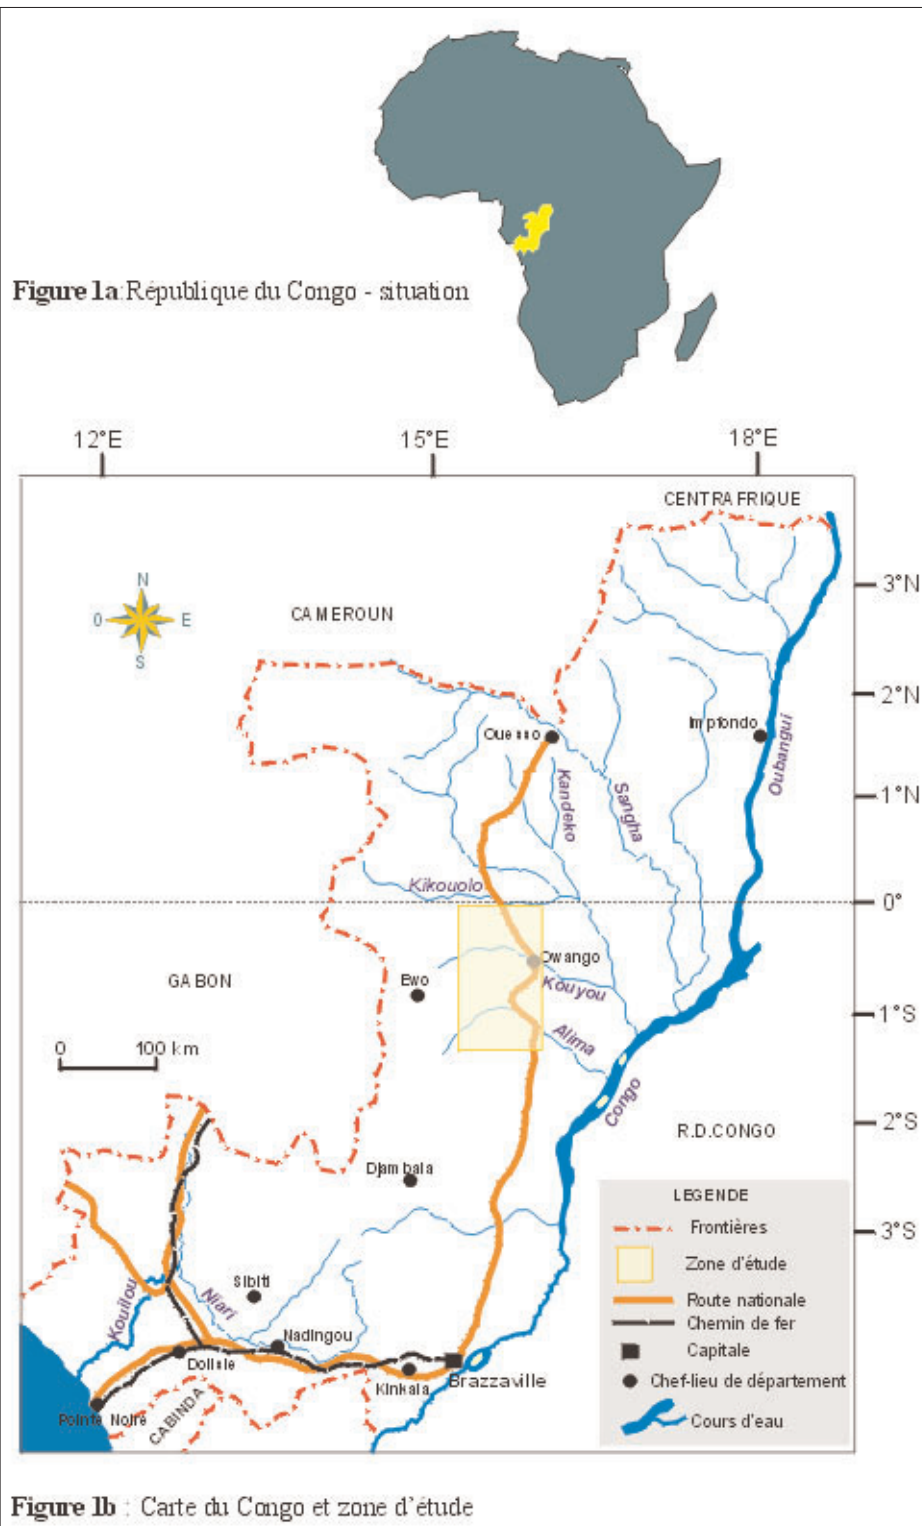 Figure 1a:République du Congo - situation
12°E
15°E
18°E
CENTRAFRIQUE
N
O
E
S
CAMEROUN
3°N
2°N
Ouesso
Impfondo
Oubangui
Kandeko
Sangha
1°N
Kikouolo
0°
Owango
GABON
Ewo
Kouyou
1°S
Alima
0
100 km
Congo
2°S
R.D.CONGO
Djambala
LEGENDE
Frontières
3°S
Zone d'étude
Sibiti
Niari
Kouilou
Route nationale
Chemin de fer
Nadingou
Capitale
Dolisie
Kinkala
Brazzaville
Chef-lieu de département
Pointe Noire
CABINDA
Cours d'eau
Figure 1b : Carte du Congo et zone d'étude